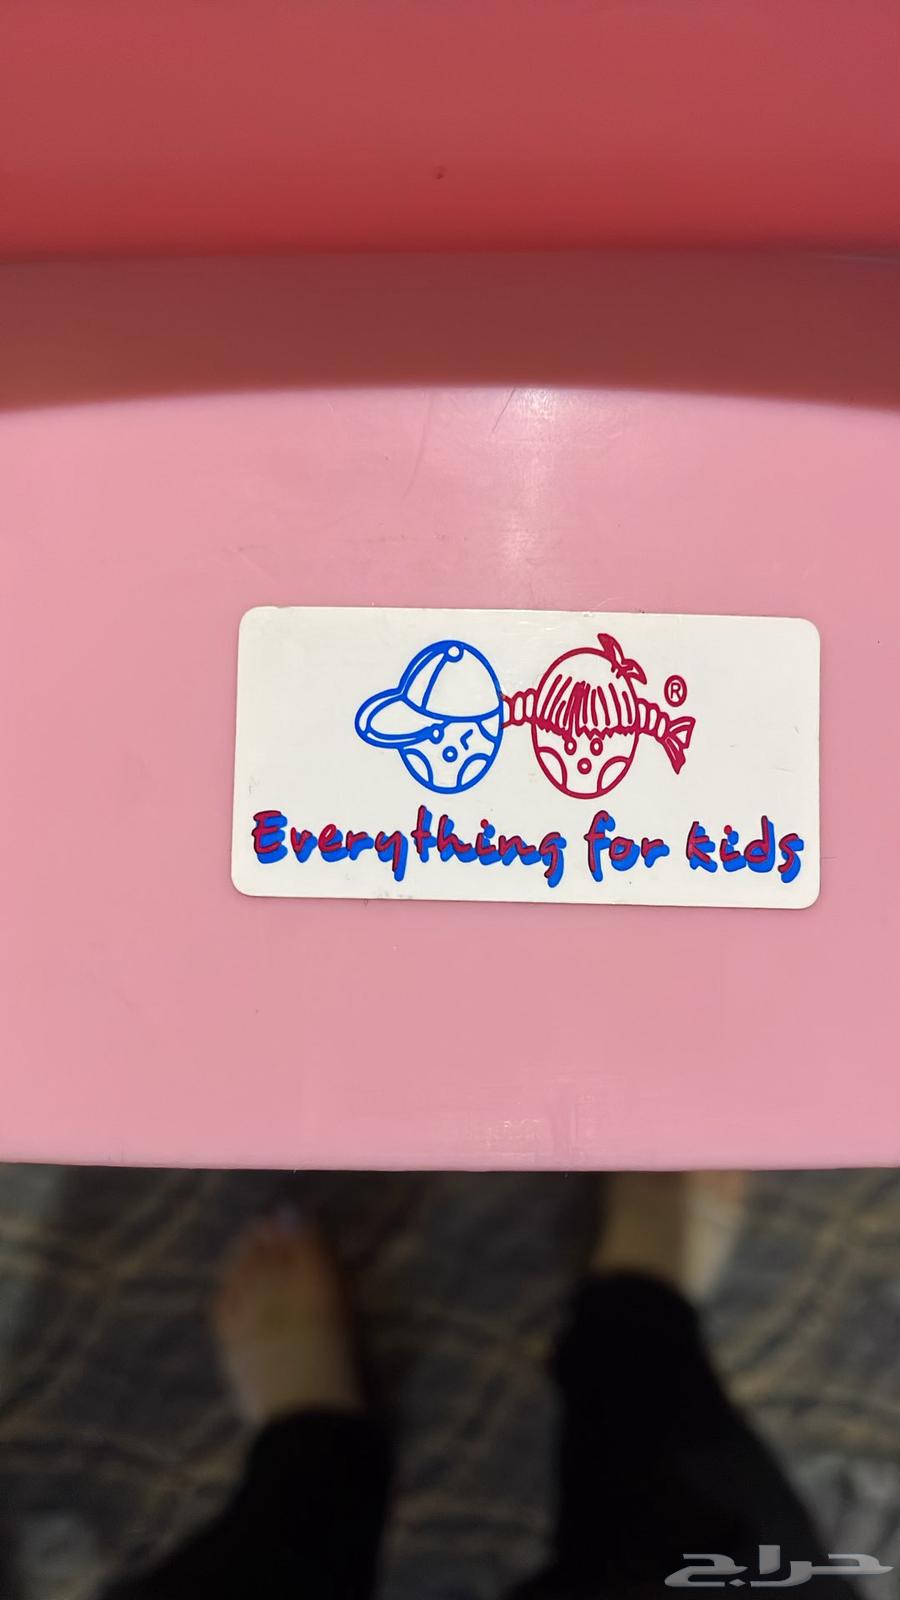 ®
Everything for kids
حراج